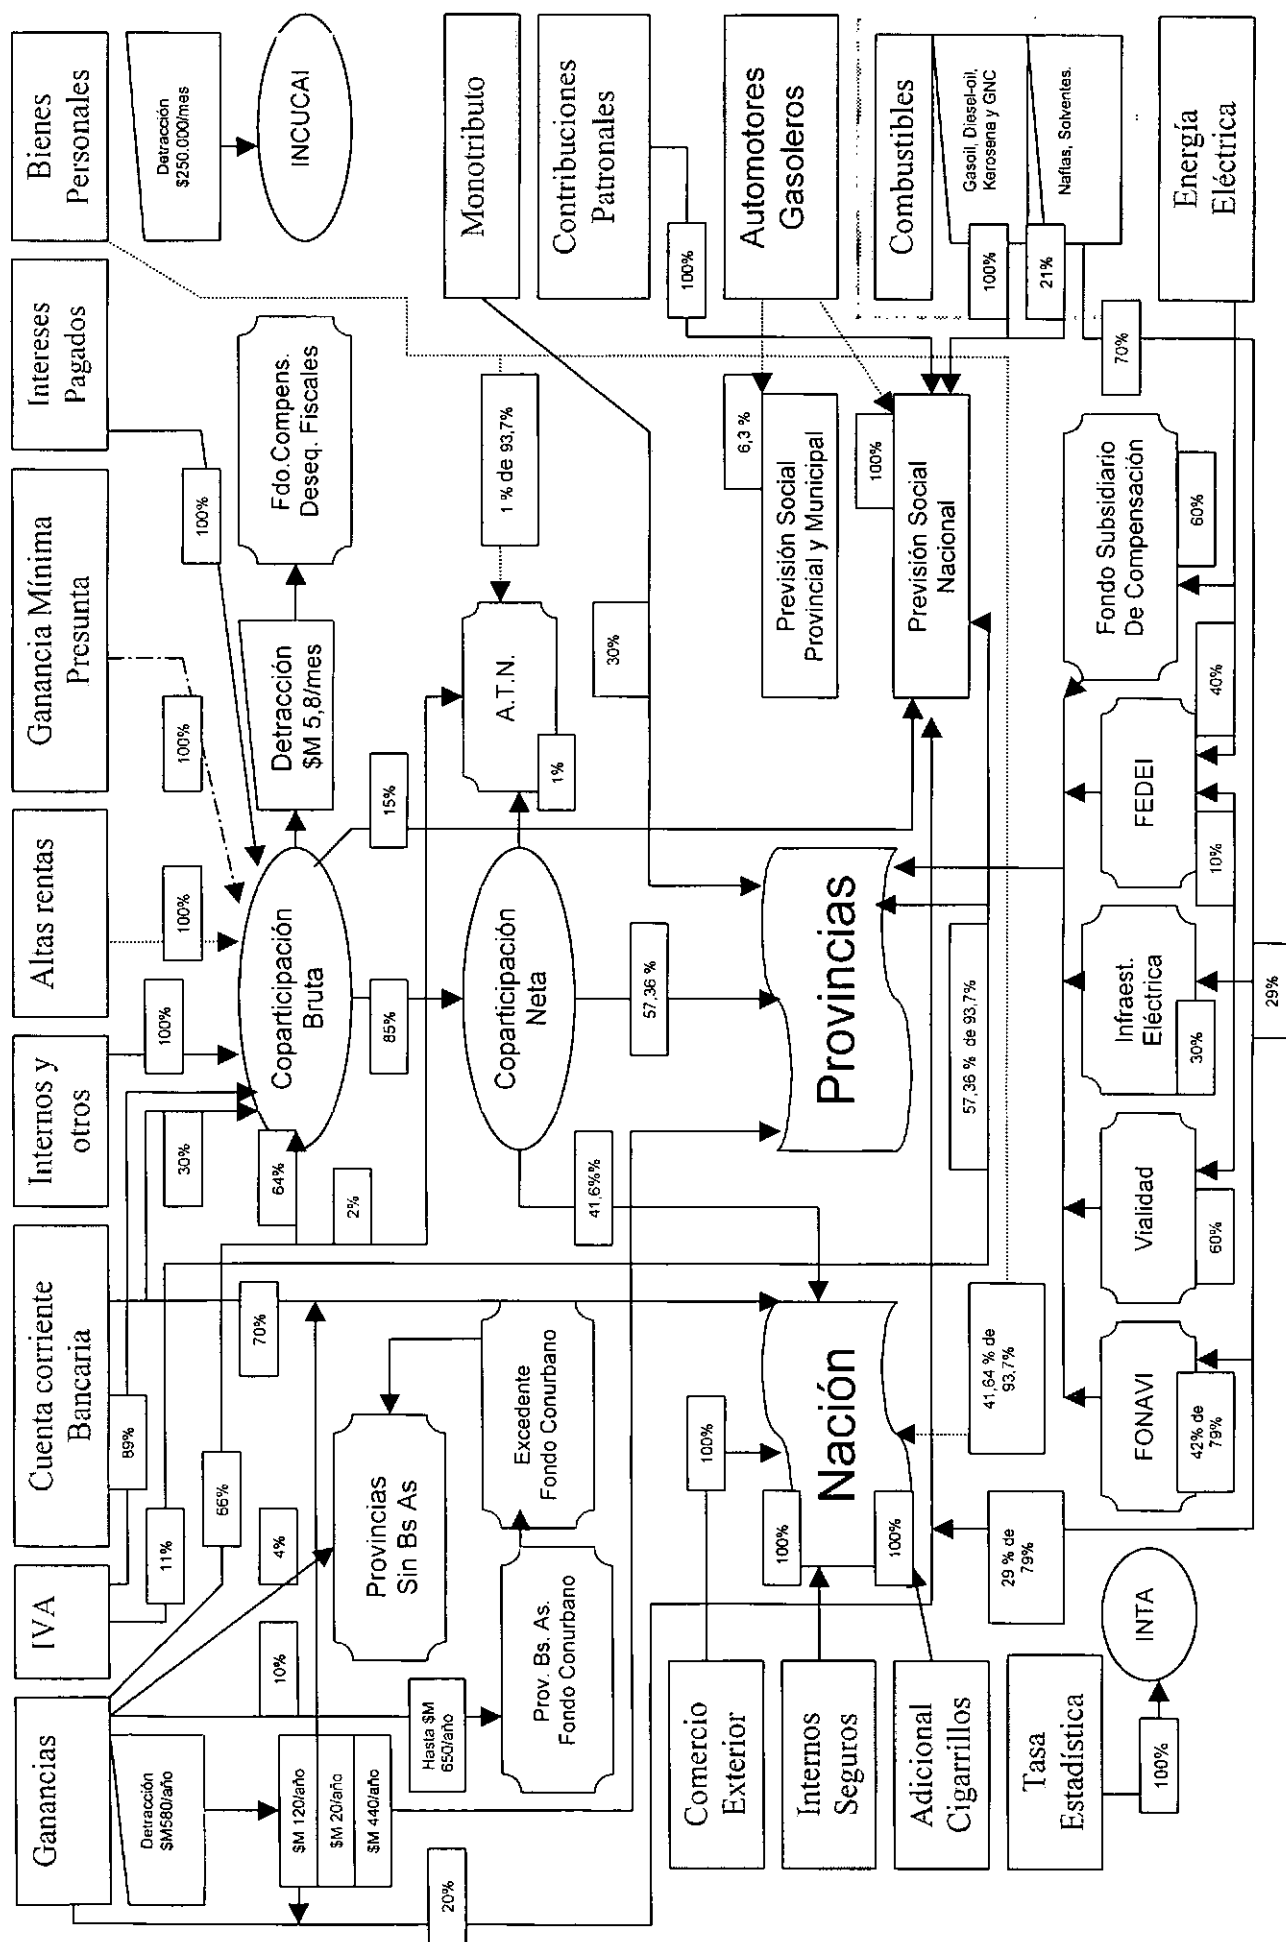 Ganancias
IVA
Cuenta corriente
Bancaria
Internos y
otros
Altas rentas
Ganancia Mínima
Presunta
Intereses
Pagados
Bienes
Personales
Detracción
$M580/año
10%
4%
11%
66%
89%
70%
30%
64%
2%
100%
100%
100%
100%
Detracción
$250.000/mes
INCUCAI
$M 120/año
$M 20/año
$M 440/año
20%
Hasta $M
650/año
Provincias
Sin Bs As
Prov. Bs. As.
Fondo Conurbano
Excedente
Fondo Conurbano
Coparticipación
Bruta
Detracción
$M 5,8/mes
Fdo.Compens.
Deseq. Fiscales
85%
15%
Coparticipación
Neta
A.T.N.
1%
1 % de 93,7%
41,6%%
57,36 %
30%
Monotributo
Contribuciones
Patronales
100%
Automotores
Gasoleros
6,3 %
Previsión Social
Provincial y Municipal
100%
Previsión Social
Nacional
Comercio
Exterior
100%
Internos
Seguros
100%
Adicional
Cigarrillos
100%
Nación
Provincias
Tasa
Estadística
100%
INTA
29 % de
79%
41,64 % de
93,7%
57,36 % de 93,7%
Combustibles
Gasoil, Diesel-oil,
Kerosena y GNC
Naftas, Solventes.
100%
21%
70%
Energía
Eléctrica
FONAVI
42% de
79%
Vialidad
60%
Infraest.
Eléctrica
30%
FEDEI
10%
40%
Fondo Subsidiario
De Compensación
60%
29%